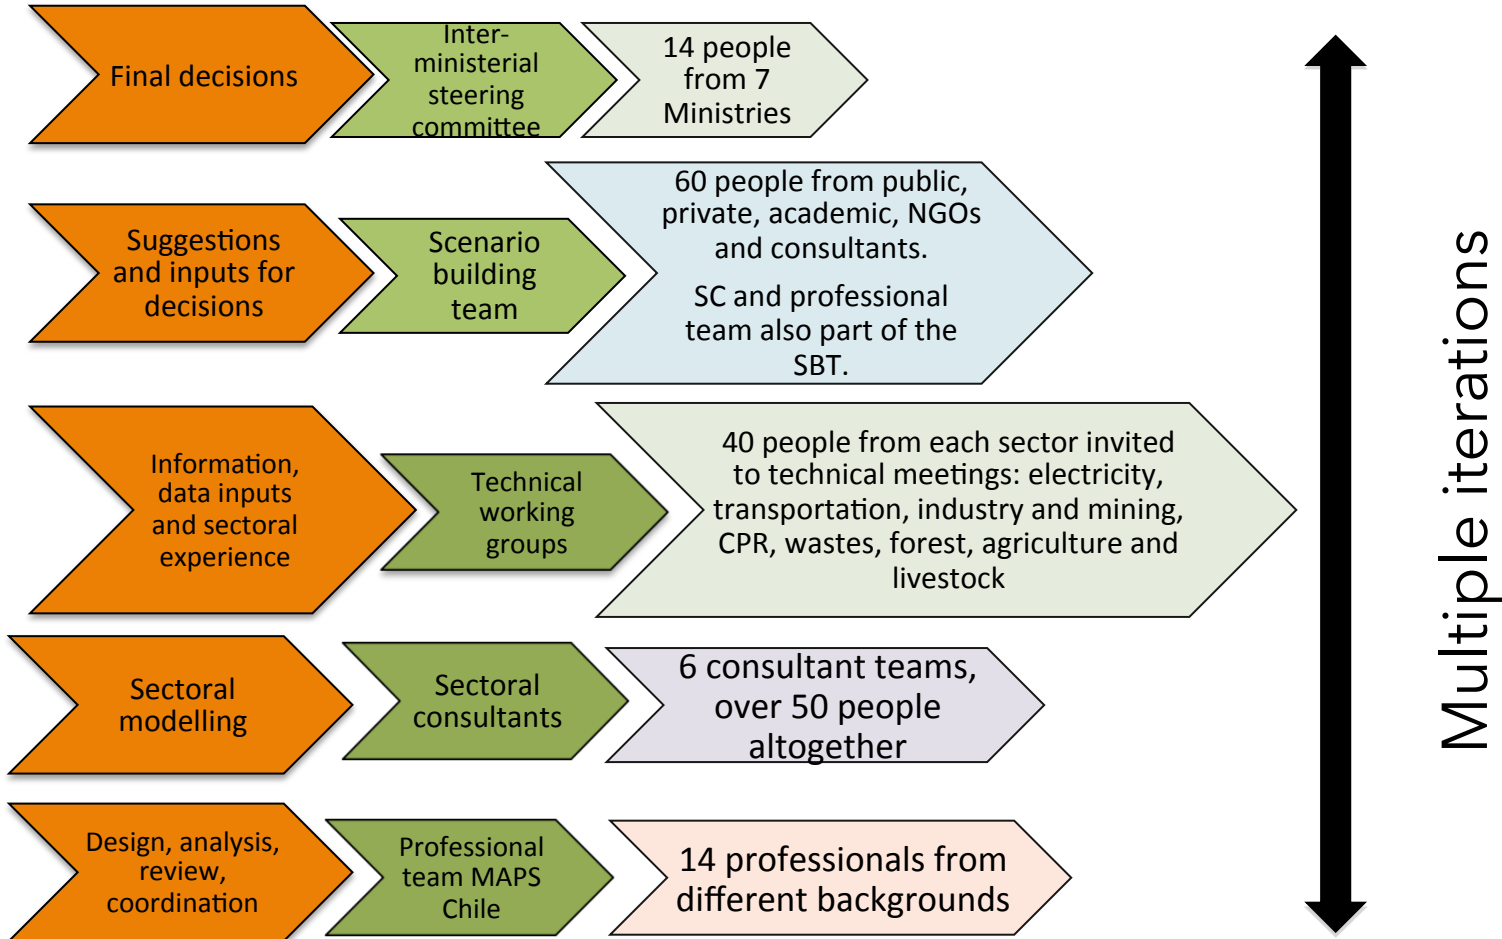 Final decisions
Inter-
ministerial
steering
committee
14 people
from 7
Ministries
Suggestions
and inputs for
decisions
Scenario
building
team
60 people from public,
private, academic, NGOs
and consultants.
SC and professional
team also part of the
SBT.
Information,
data inputs
and sectoral
experience
Technical
working
groups
40 people from each sector invited
to technical meetings: electricity,
transportation, industry and mining,
CPR, wastes, forest, agriculture and
livestock
Sectoral
modelling
Sectoral
consultants
6 consultant teams,
over 50 people
altogether
Design, analysis,
review,
coordination
Professional
team MAPS
Chile
14 professionals from
different backgrounds
Multiple iterations